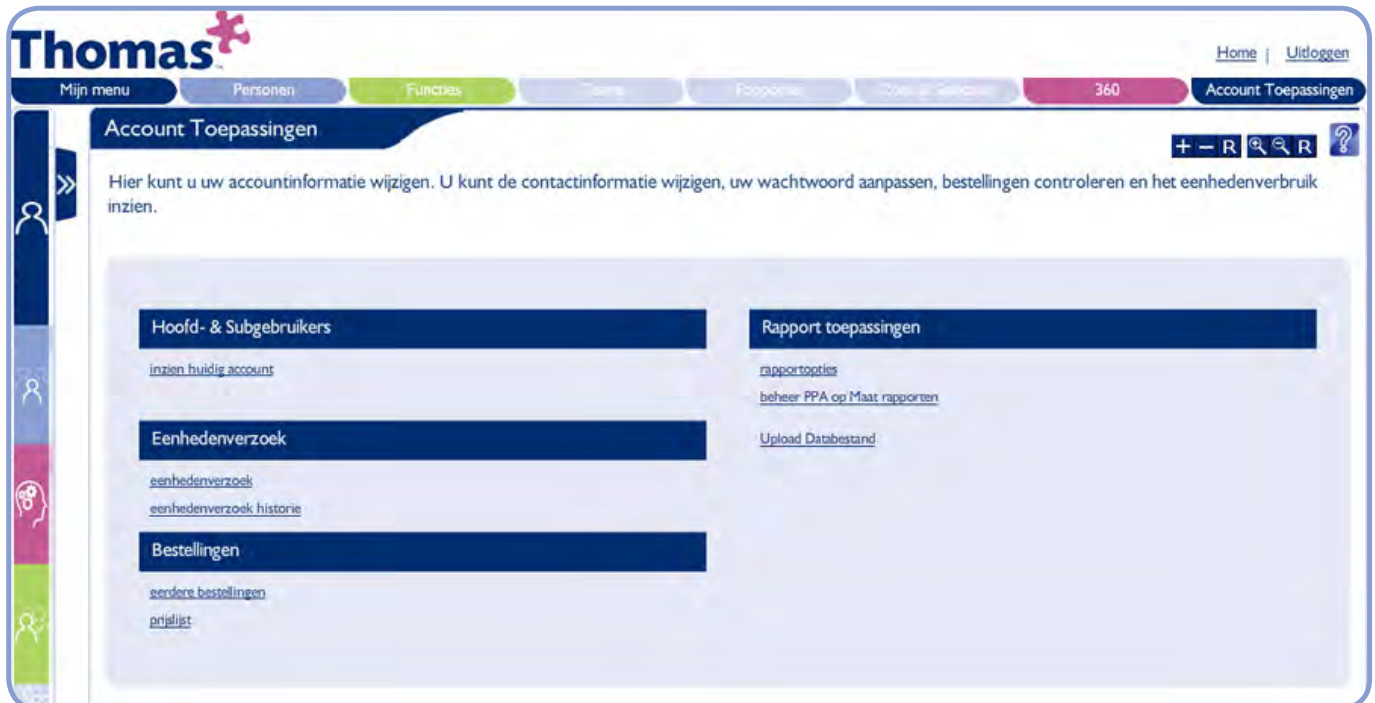 Thomas
Home | Uitloggen
Mijn menu Personen Functies Teams 360 Account Toepassingen
Account Toepassingen
+ − R R ?
Hier kunt u uw accountinformatie wijzigen. U kunt de contactinformatie wijzigen, uw wachtwoord aanpassen, bestellingen controleren en het eenhedenverbruik
inzien.
Hoofd- & Subgebruikers
inzien huidig account
Eenhedenverzoek
eenhedenverzoek
eenhedenverzoek historie
Bestellingen
eerdere bestellingen
prijslijst
Rapport toepassingen
rapportopties
beheer PPA op Maat rapporten
Upload Databestand